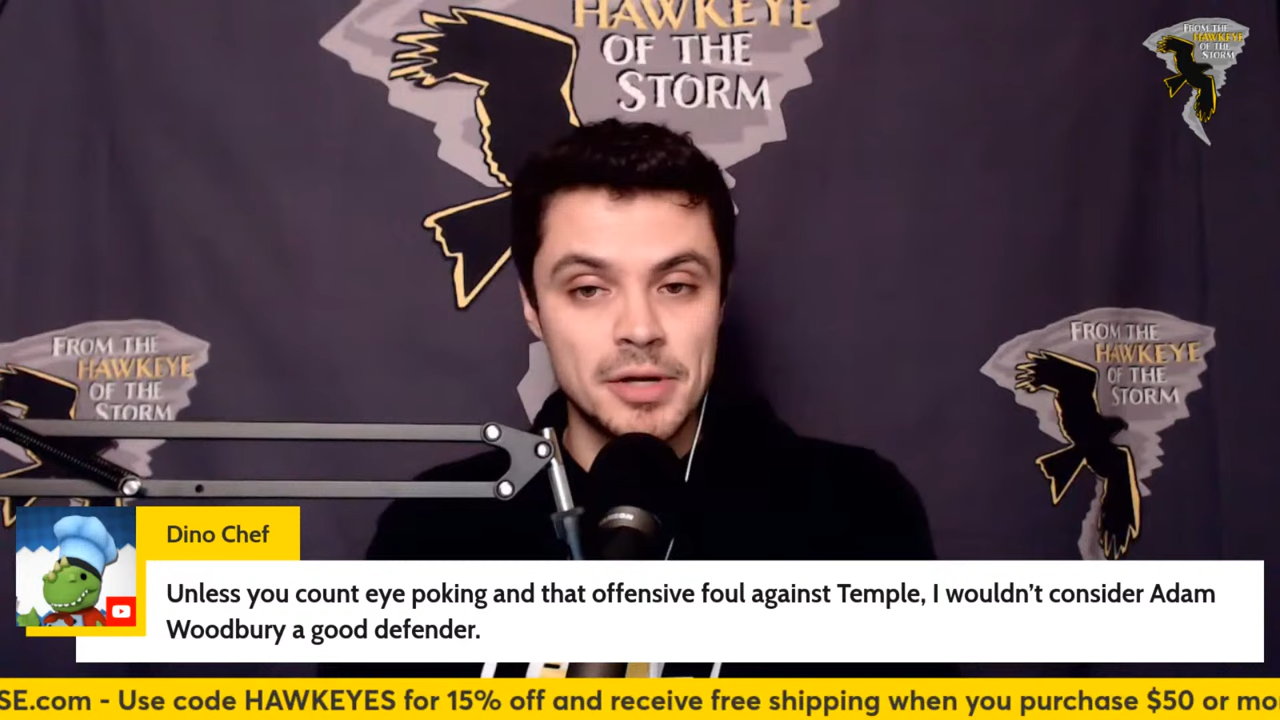 HAWKEYE
OF THE
STORM
FROM THE
HAWKEYE
OF THE
STORM
FROM THE
HAWKEYE
OF THE
STORM
FROM THE
HAWKEYE
OF THE
STORM
Dino Chef
Unless you count eye poking and that offensive foul against Temple, I wouldn't consider Adam
Woodbury a good defender.
SE.com - Use code HAWKEYES for 15% off and receive free shipping when you purchase $50 or mo